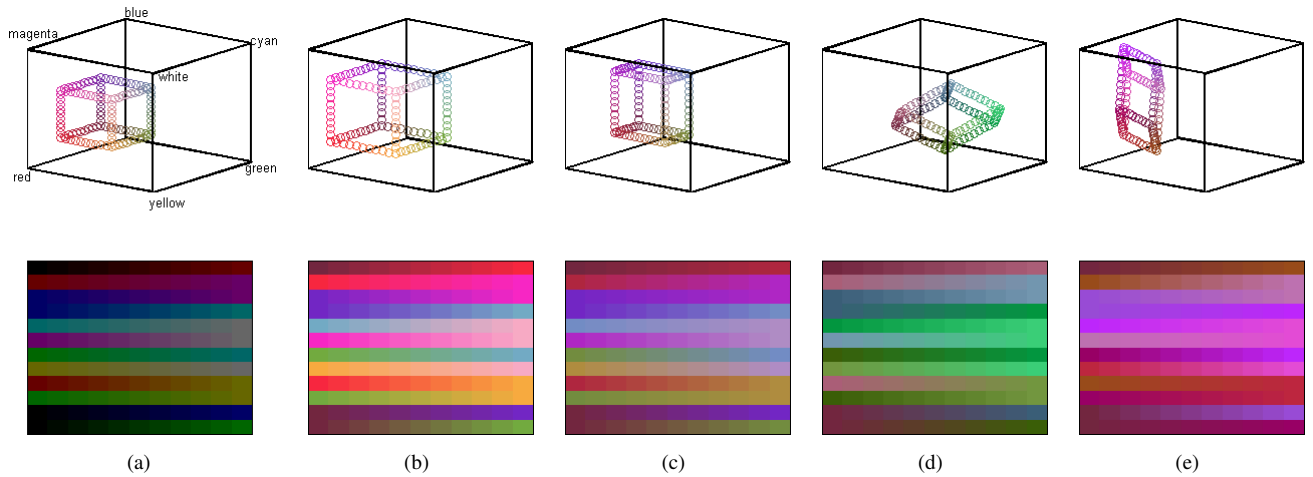 blue
magenta
cyan
white
red
green
yellow
(a)
(b)
(c)
(d)
(e)